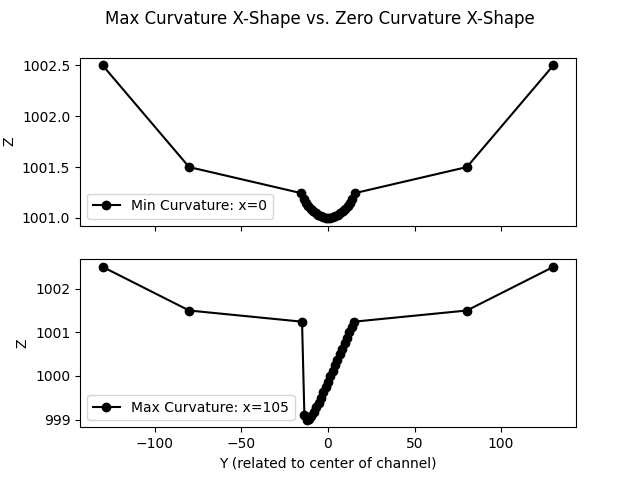 Max Curvature X-Shape vs. Zero Curvature X-Shape
1002.5
1002.0
1001.5
1001.0
Z
Min Curvature: x=0
1002
1001
1000
999
Z
Max Curvature: x=105
−100
−50
0
50
100
Y (related to center of channel)